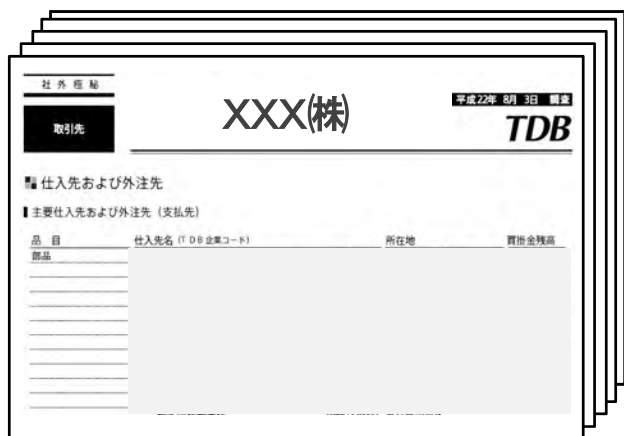 社外極秘
XXX(株)
平成22年 8月 3日 調査
取引先
TDB
仕入先および外注先
主要仕入先および外注先（支払先）
品 目 仕入先名 (TDB企業コード) 所在地 買掛金残高
部品